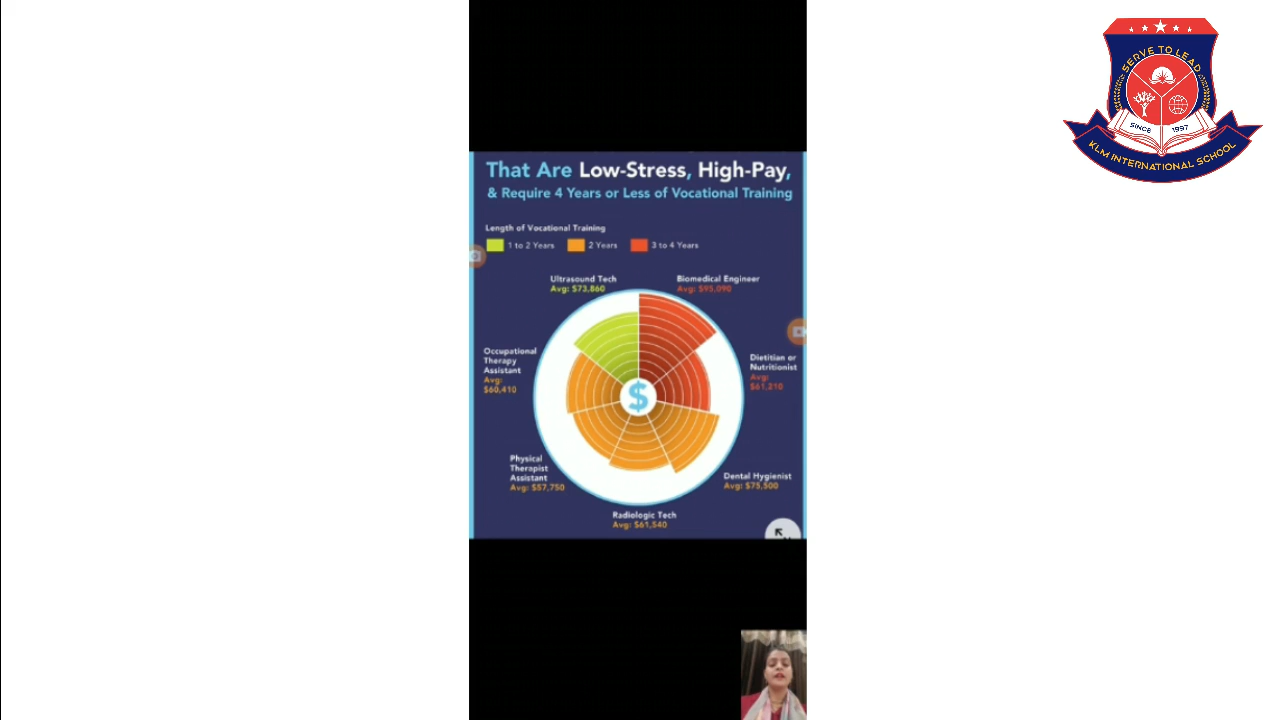 SERVE TO LEAD
SINCE 1997
KLM INTERNATIONAL SCHOOL
That Are Low-Stress, High-Pay,
& Require 4 Years or Less of Vocational Training
Length of Vocational Training
1 to 2 Years
2 Years
3 to 4 Years
Ultrasound Tech
Avg: $73,860
Biomedical Engineer
Avg: $95,090
Occupational
Therapy
Assistant
Avg:
$60,410
Dietitian or
Nutritionist
Avg:
$61,210
$
Physical
Therapist
Assistant
Avg: $57,750
Dental Hygienist
Avg: $75,500
Radiologic Tech
Avg: $61,540